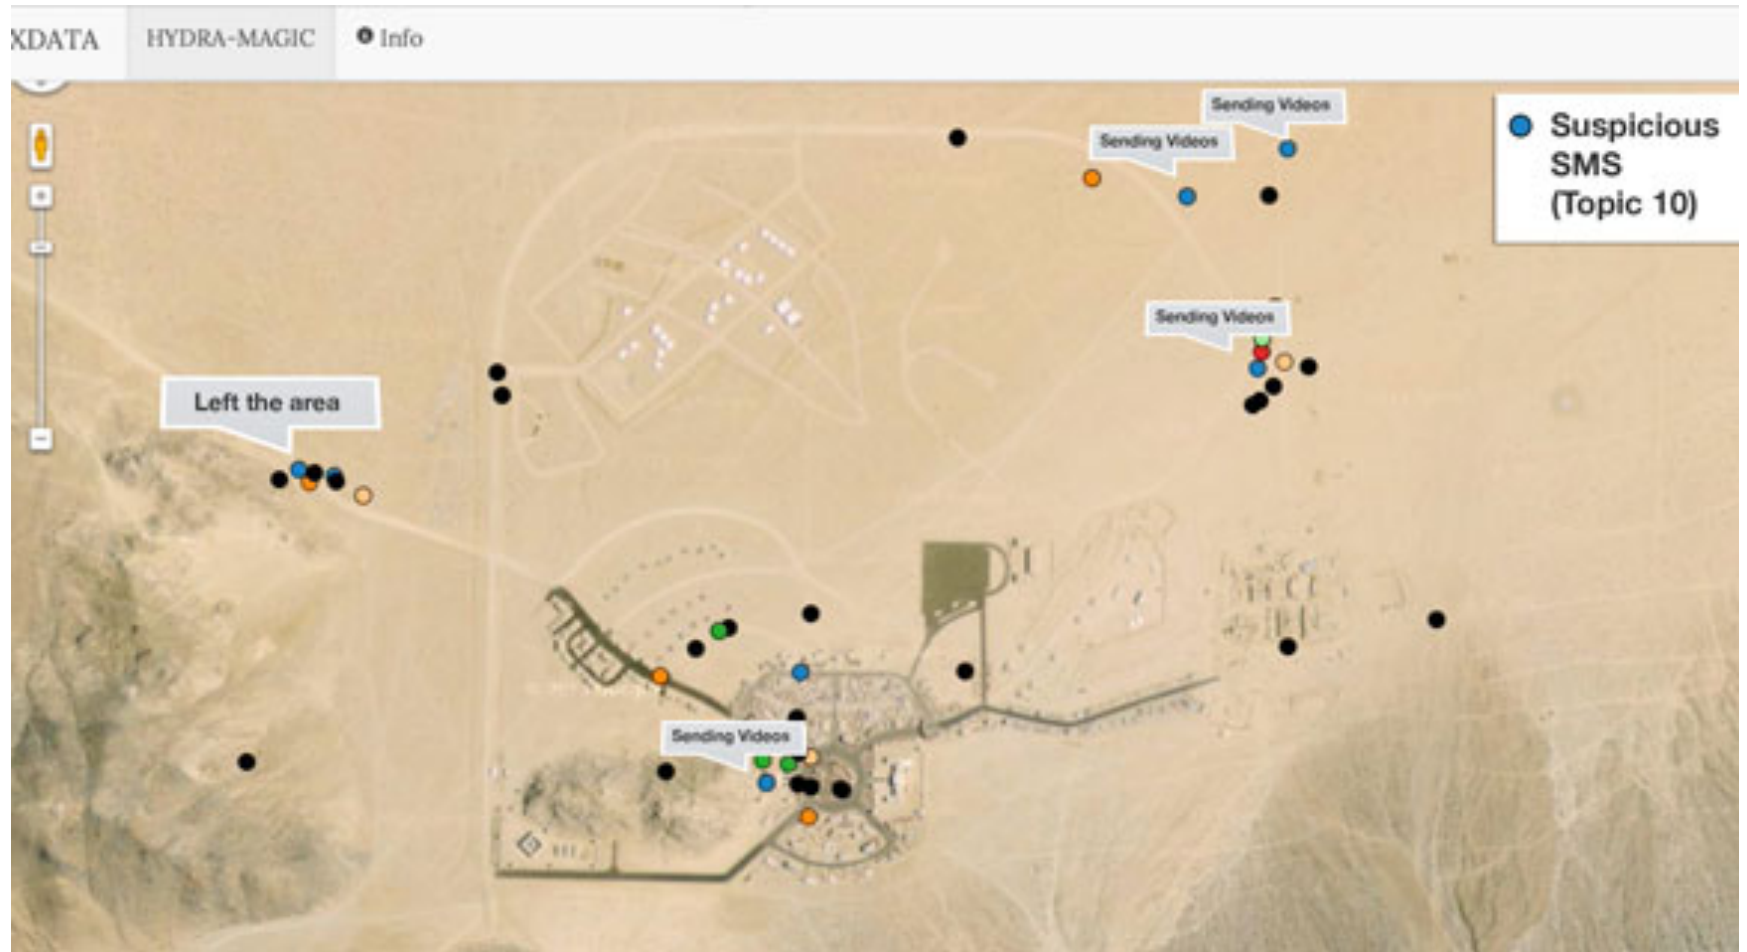 XDATA
HYDRA-MAGIC
Info
Sending Videos
Sending Videos
Suspicious
SMS
(Topic 10)
Sending Videos
Left the area
Sending Videos